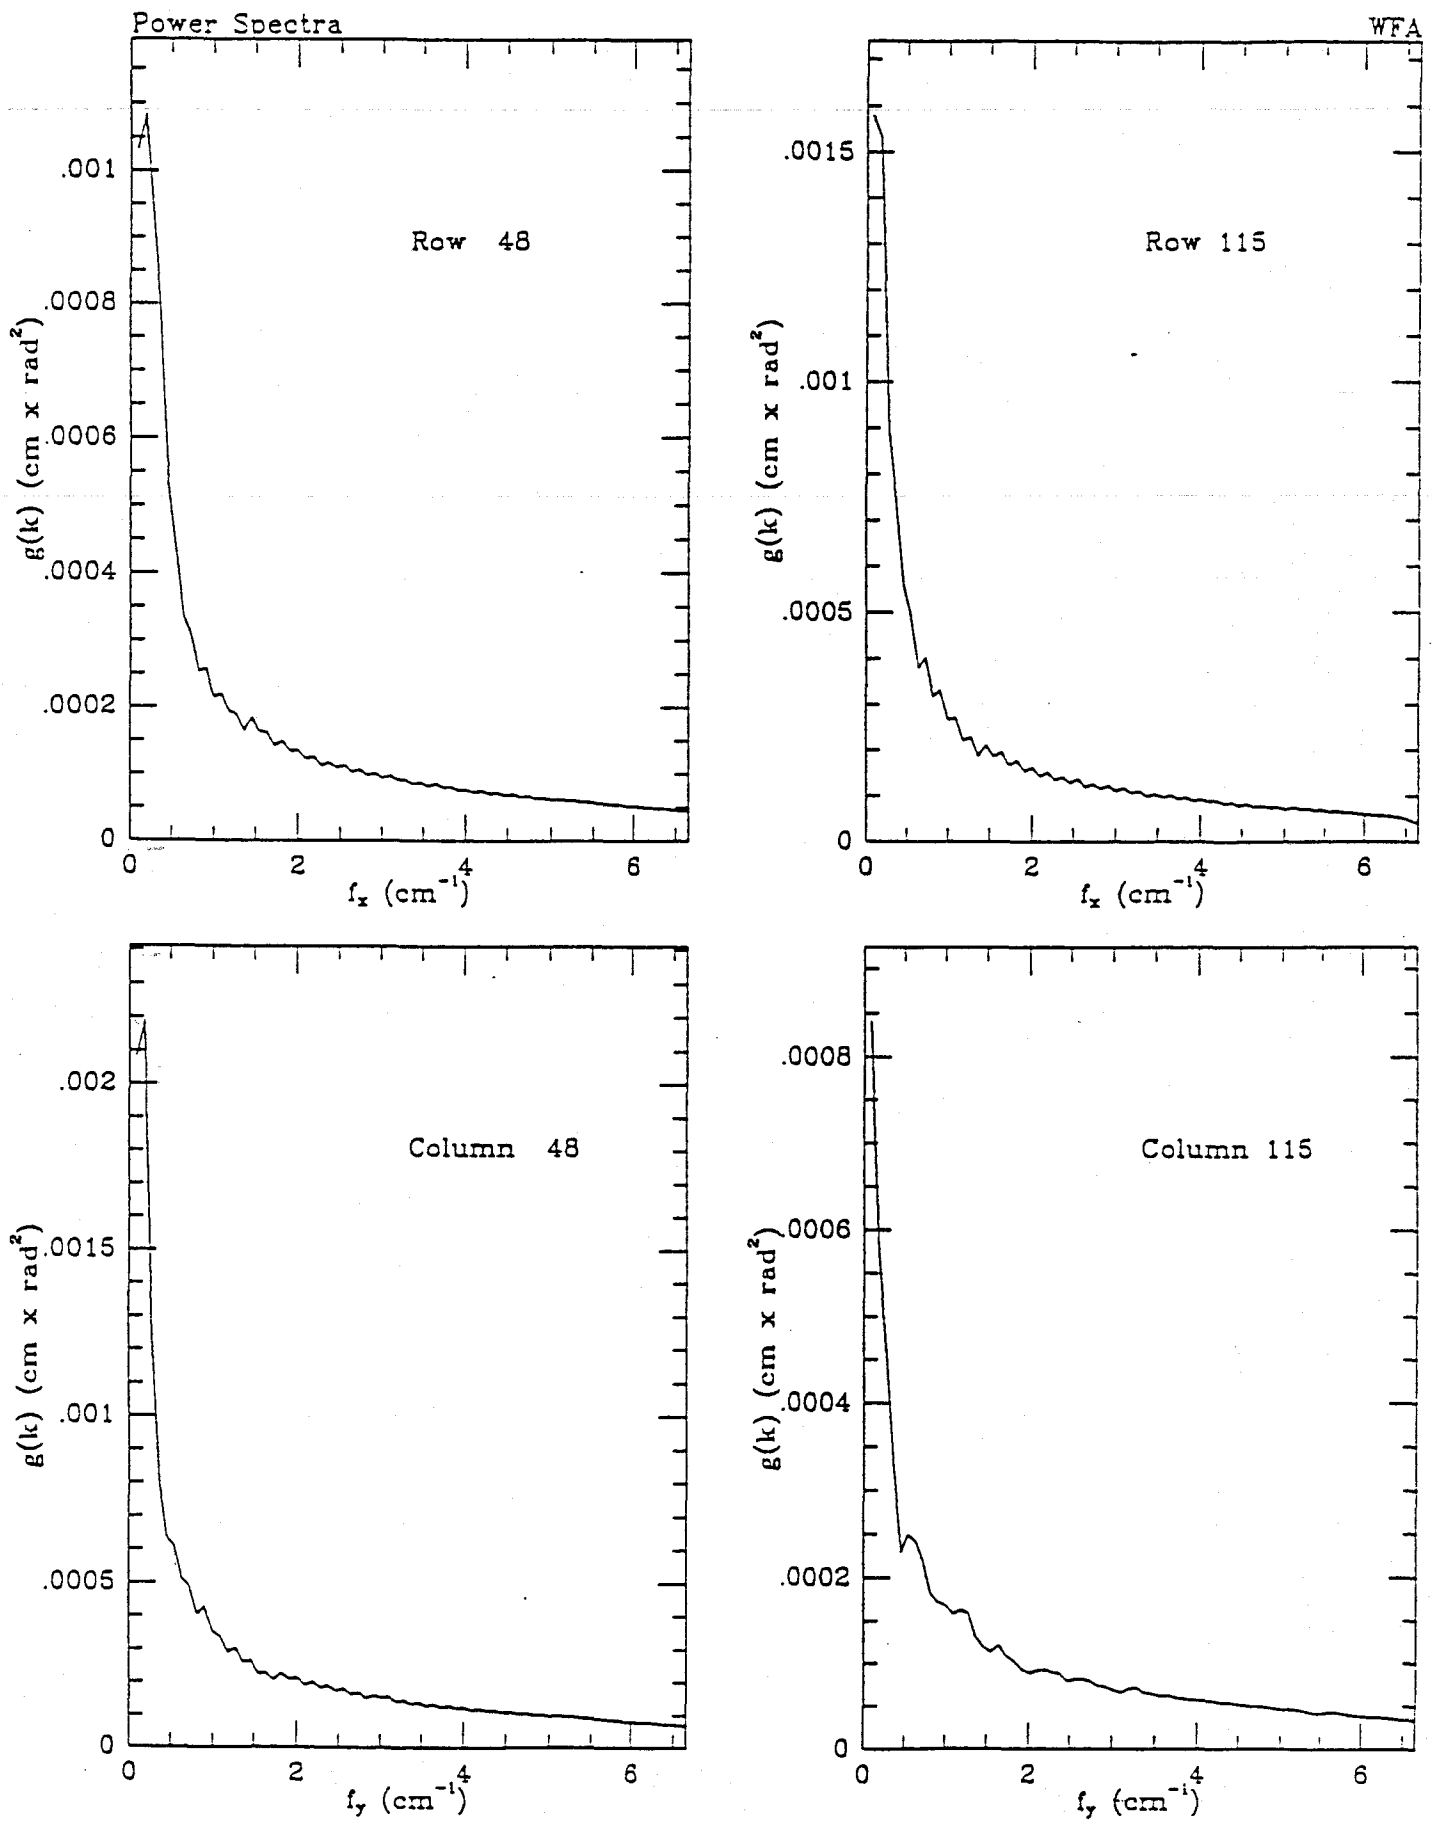 Power Spectra
WFA
Row 48
.001
.0008
.0006
.0004
.0002
0
g(k) (cm x rad²)
0 2 4 6
fₓ (cm⁻¹)
Row 115
.0015
.001
.0005
0
g(k) (cm x rad²)
0 2 4 6
fₓ (cm⁻¹)
Column 48
.002
.0015
.001
.0005
0
g(k) (cm x rad²)
0 2 4 6
fᵧ (cm⁻¹)
Column 115
.0008
.0006
.0004
.0002
0
g(k) (cm x rad²)
0 2 4 6
fᵧ (cm⁻¹)